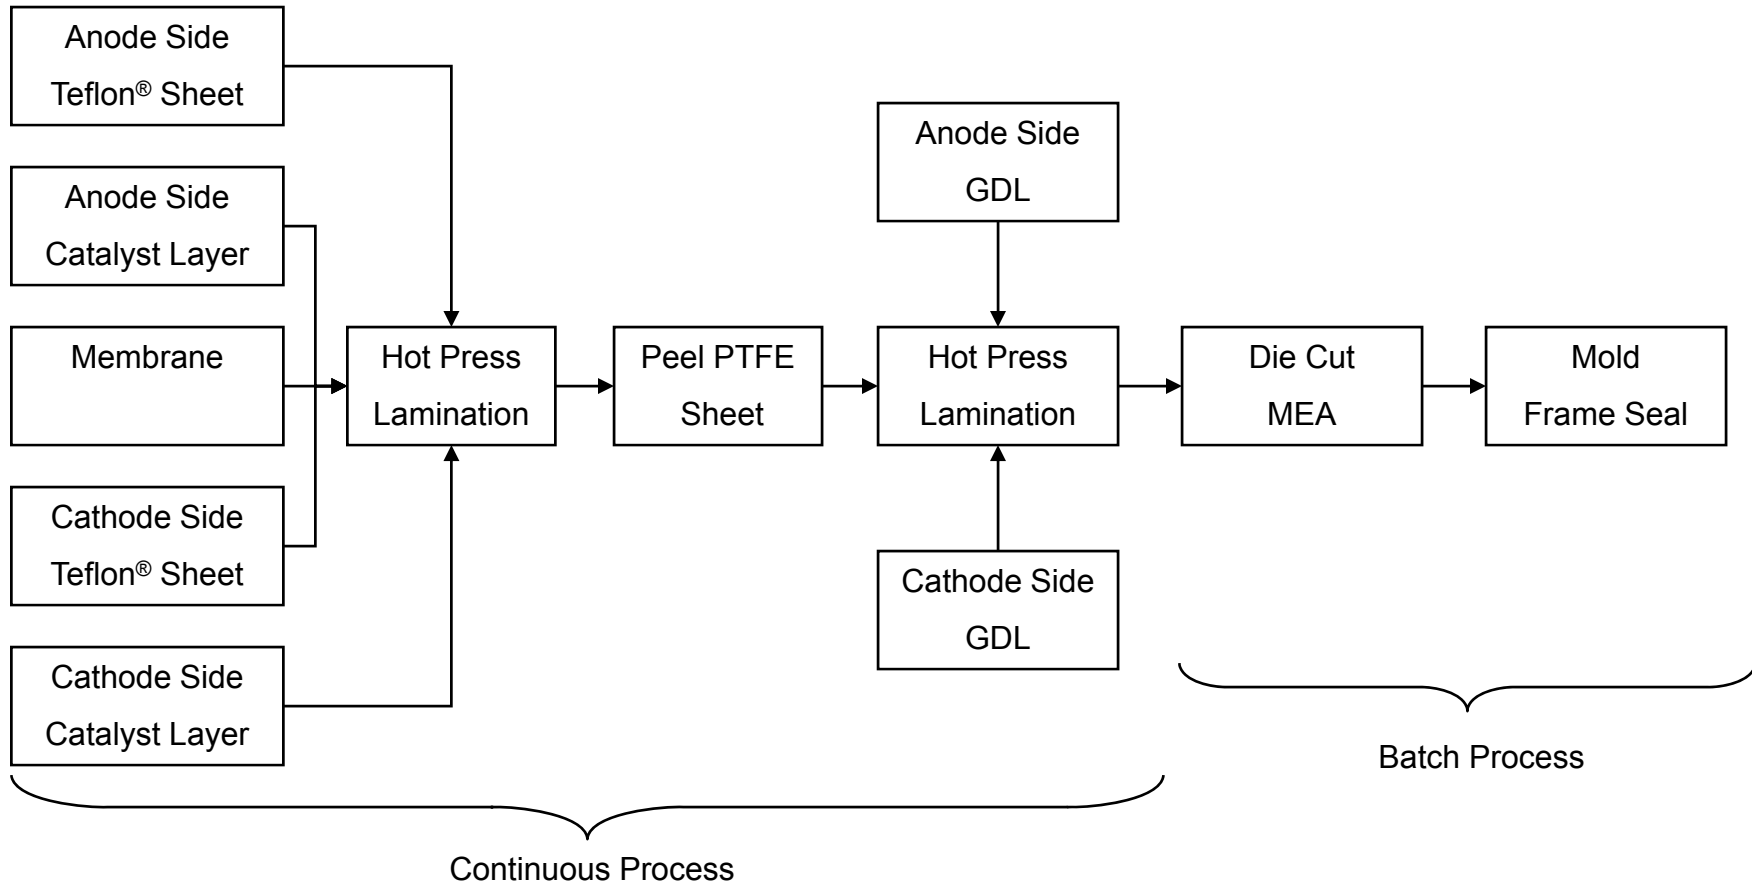 Anode Side
Teflon® Sheet
Anode Side
Catalyst Layer
Membrane
Cathode Side
Teflon® Sheet
Cathode Side
Catalyst Layer
Hot Press
Lamination
Peel PTFE
Sheet
Anode Side
GDL
Hot Press
Lamination
Cathode Side
GDL
Die Cut
MEA
Mold
Frame Seal
Batch Process
Continuous Process